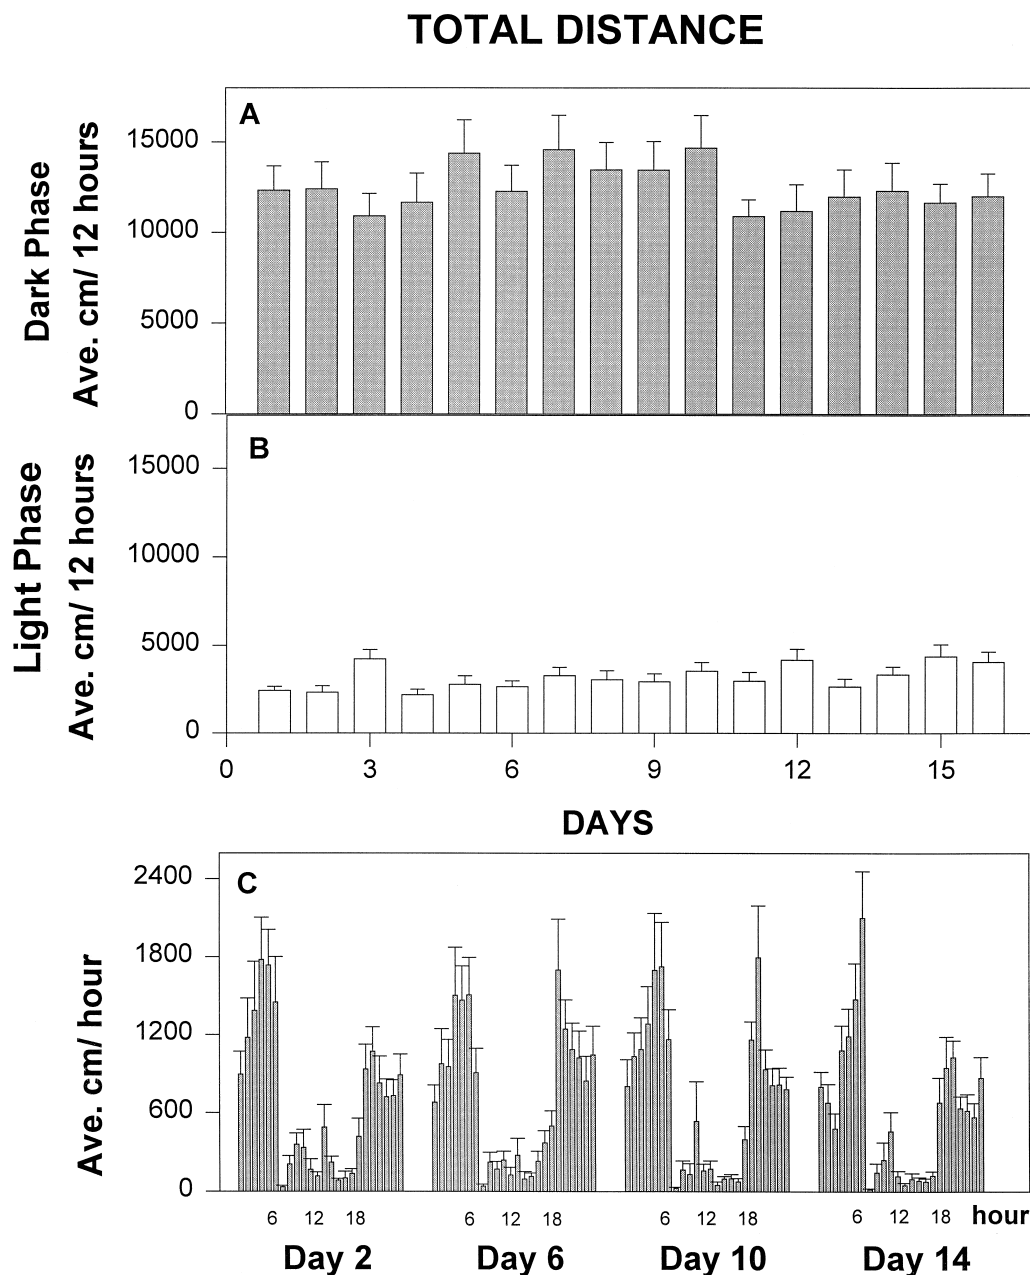 TOTAL DISTANCE
A
Dark Phase
Ave. cm/ 12 hours
15000
10000
5000
0
B
Light Phase
Ave. cm/ 12 hours
15000
10000
5000
0
0 3 6 9 12 15
DAYS
C
Ave. cm/ hour
2400
1800
1200
600
0
6 12 18 6 12 18 6 12 18 6 12 18 hour
Day 2 Day 6 Day 10 Day 14